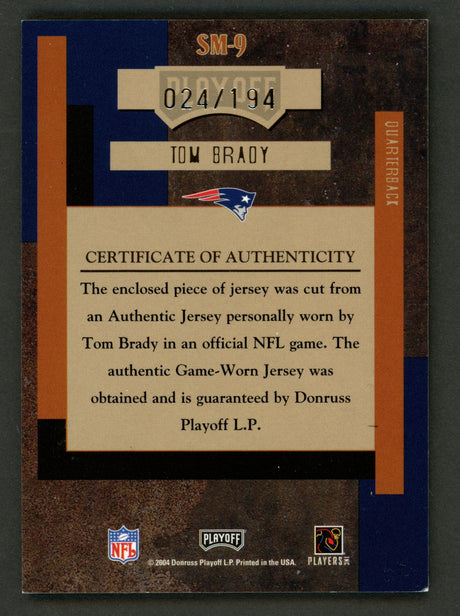 SM-9
PLAYOFF
024/194
TOM BRADY
QUARTERBACK
CERTIFICATE OF AUTHENTICITY
The enclosed piece of jersey was cut from
an Authentic Jersey personally worn by
Tom Brady in an official NFL game. The
authentic Game-Worn Jersey was
obtained and is guaranteed by Donruss
Playoff L.P.
NFL
PLAYOFF
PLAYERS INC
© 2004 Donruss Playoff L.P. Printed in the USA.